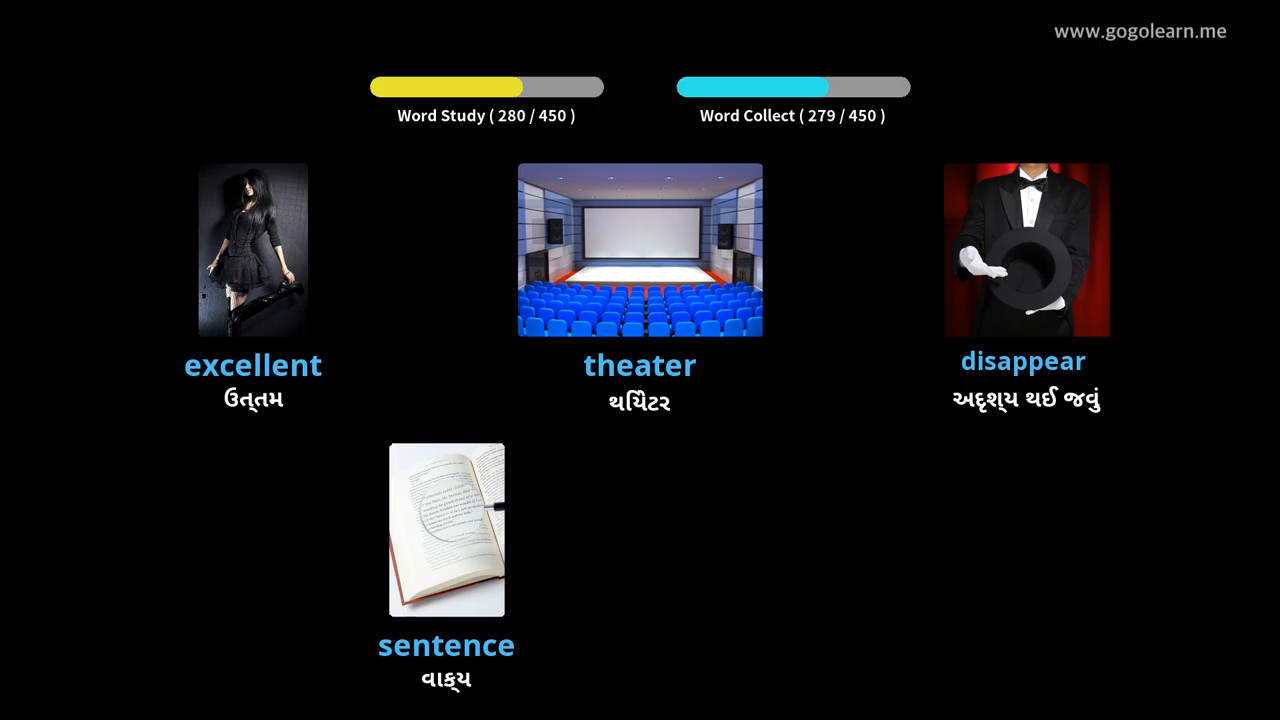 www.gogolearn.me
Word Study ( 280 / 450 )
Word Collect ( 279 / 450 )
excellent
ઉત્તમ
theater
થિયેટર
disappear
અદૃશ્ય થઈ જવું
sentence
વાક્ય